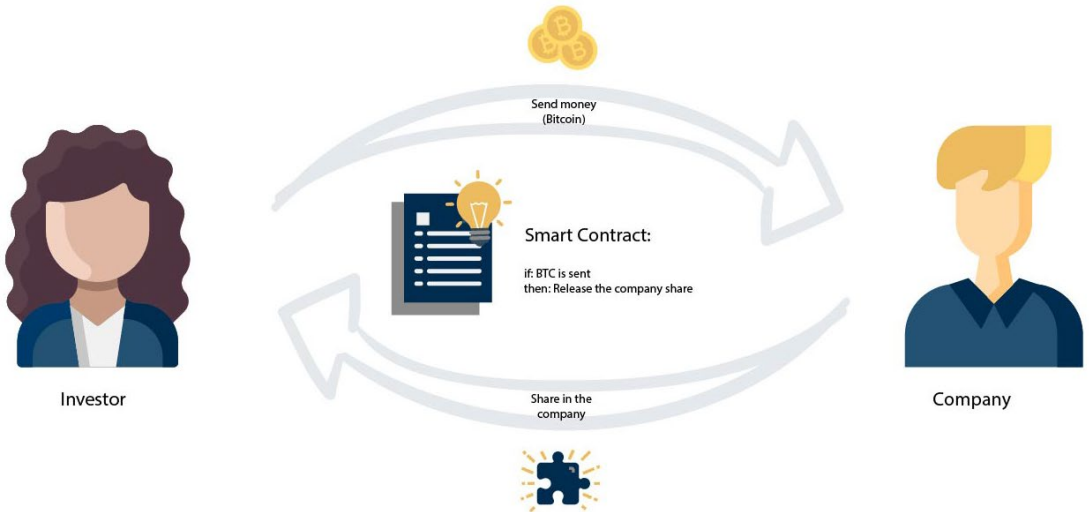 Send money
(Bitcoin)
Smart Contract:
if: BTC is sent
then: Release the company share
Investor
Company
Share in the
company